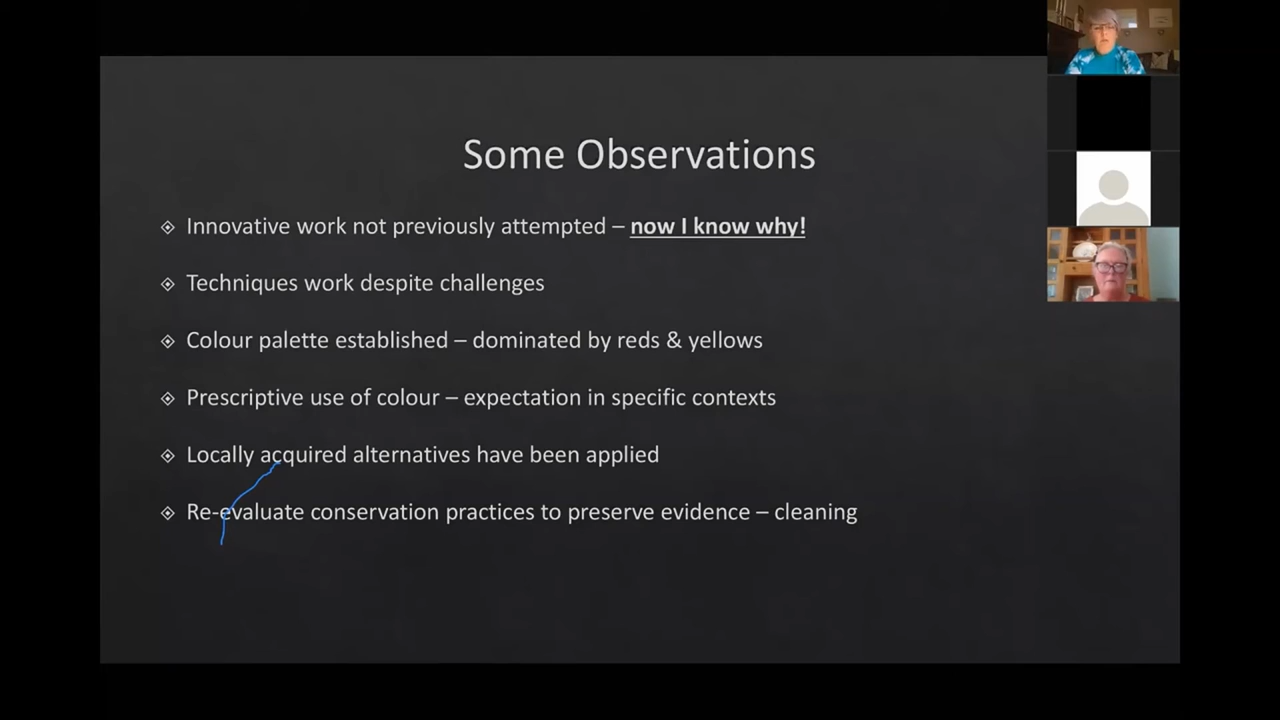 Some Observations
Innovative work not previously attempted – now I know why!
Techniques work despite challenges
Colour palette established – dominated by reds & yellows
Prescriptive use of colour – expectation in specific contexts
Locally acquired alternatives have been applied
Re-evaluate conservation practices to preserve evidence – cleaning